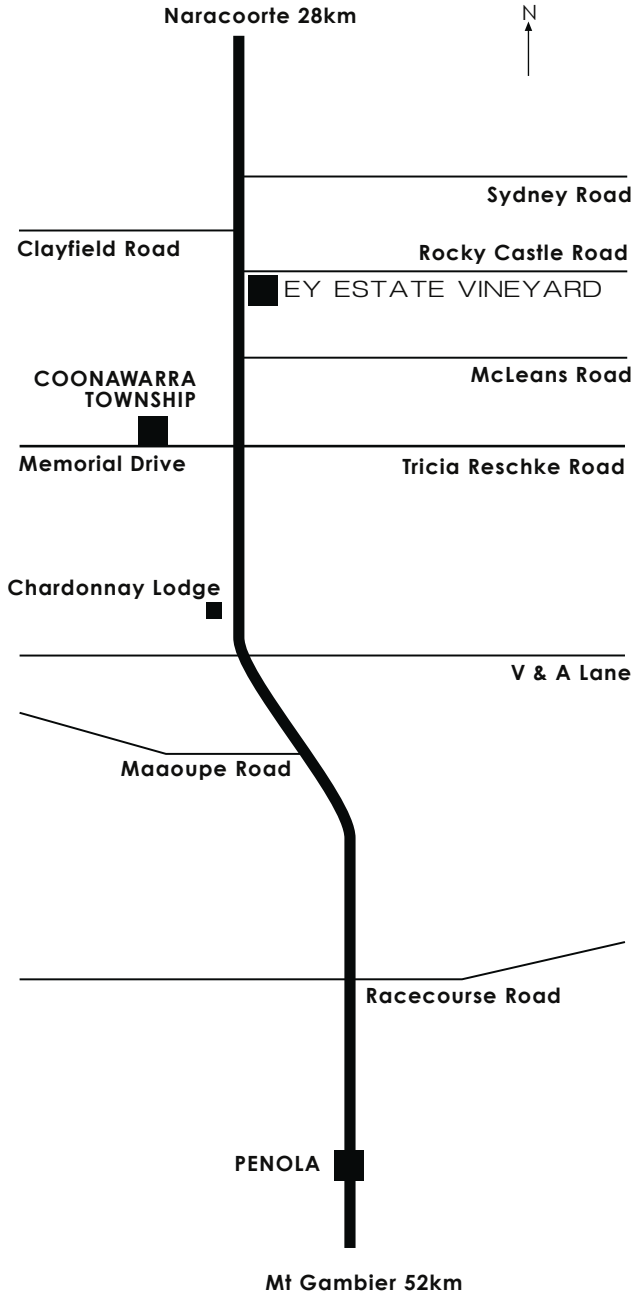 Naracoorte 28km
N
Sydney Road
Clayfield Road
Rocky Castle Road
EY ESTATE VINEYARD
McLeans Road
COONAWARRA
TOWNSHIP
Memorial Drive
Tricia Reschke Road
Chardonnay Lodge
V & A Lane
Maaoupe Road
Racecourse Road
PENOLA
Mt Gambier 52km